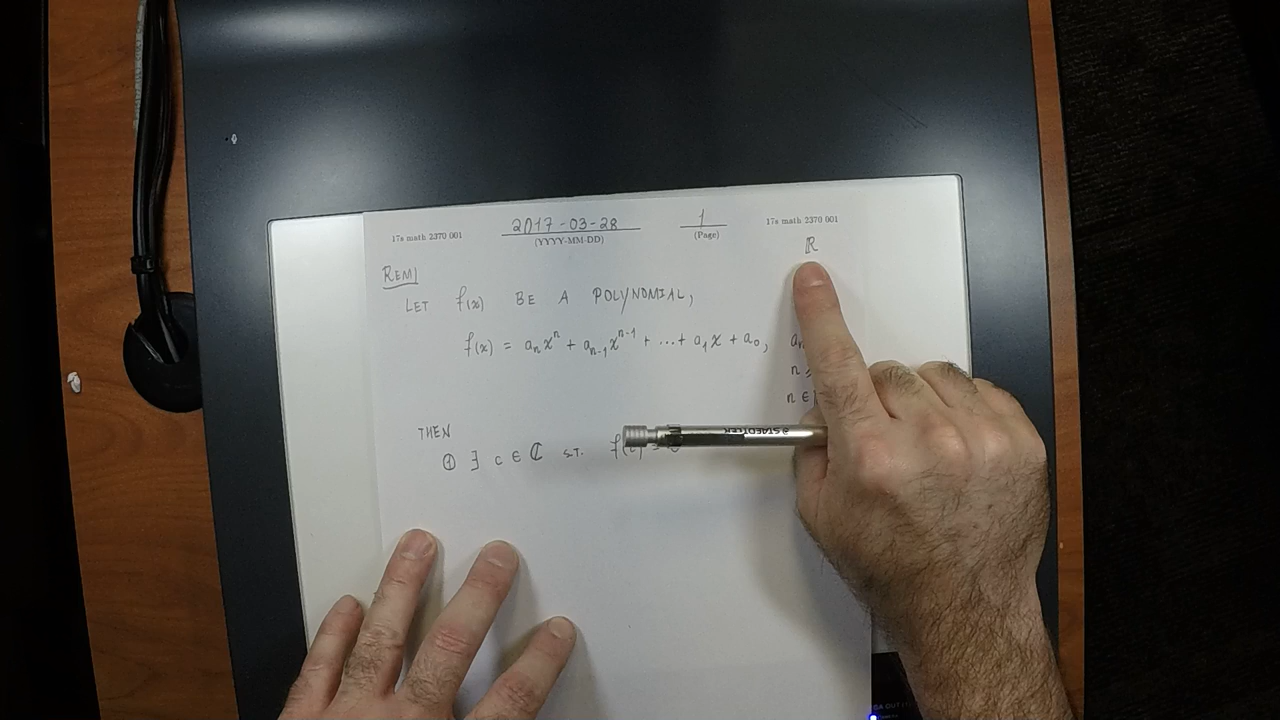 17s math 2370 001 2017-03-28 1 17s math 2370 001
(YYYY-MM-DD) (Page)
ℝ
REM|
LET f(x) BE A POLYNOMIAL,
f(x) = aₙxⁿ + aₙ₋₁xⁿ⁻¹ + ... + a₁x + a₀,
n
n ∈
THEN
① ∃ c ∈ ℂ S.T. f(c) =
STAEDTLER